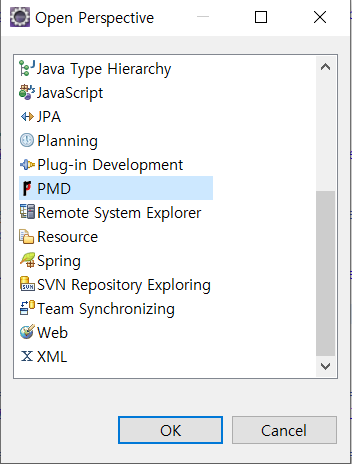 Open Perspective
Java Type Hierarchy
JavaScript
JPA
Planning
Plug-in Development
PMD
Remote System Explorer
Resource
Spring
SVN Repository Exploring
Team Synchronizing
Web
XML
OK
Cancel